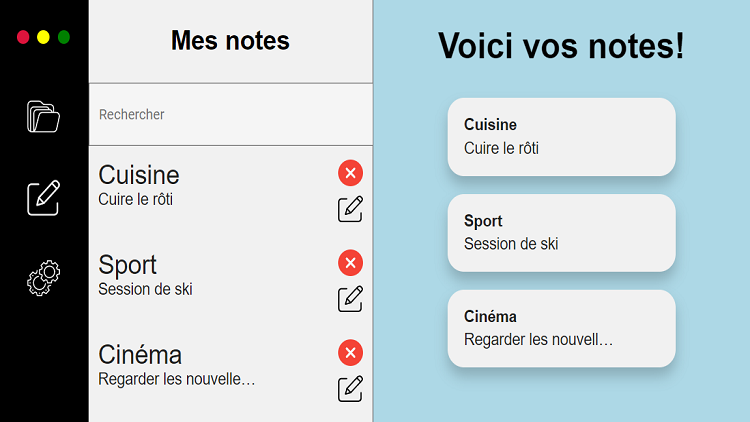 Mes notes
Rechercher
Cuisine
Cuire le rôti
Sport
Session de ski
Cinéma
Regarder les nouvelle…
Voici vos notes!
Cuisine
Cuire le rôti
Sport
Session de ski
Cinéma
Regarder les nouvell…